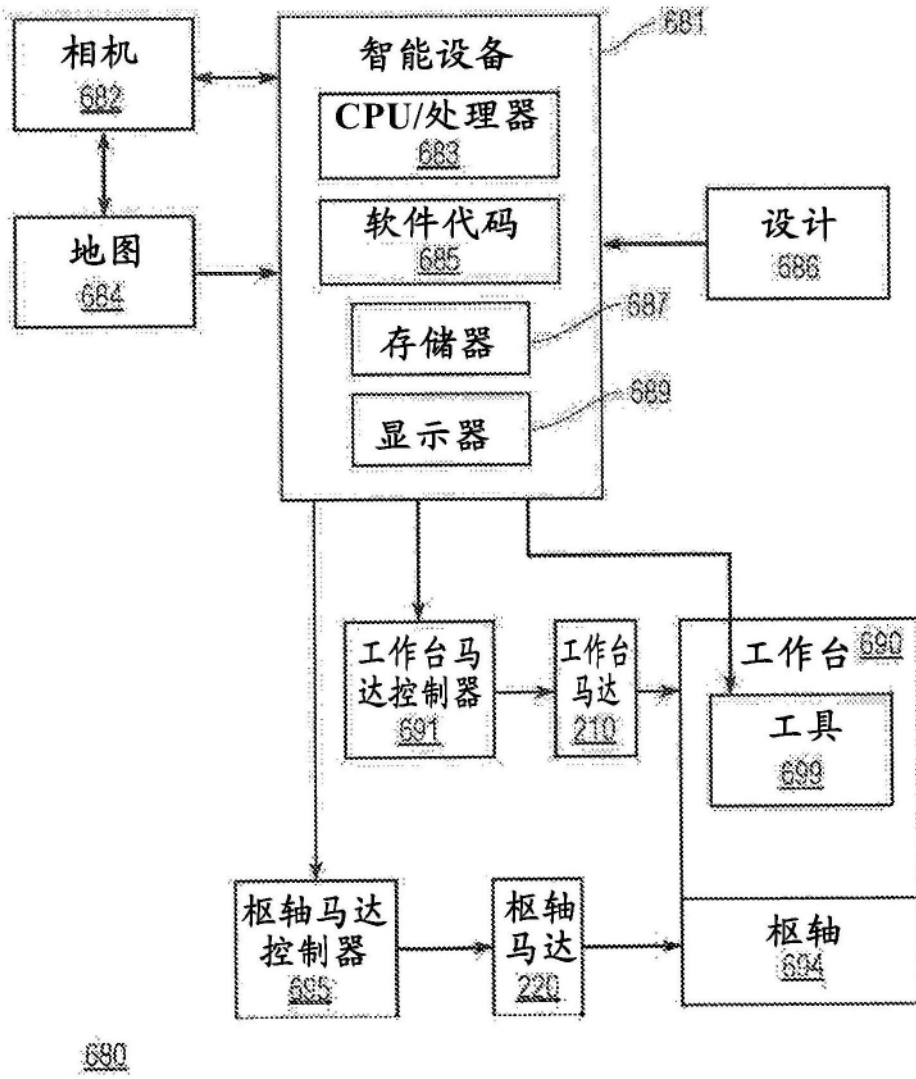 相机
682
地图
684
智能设备
681
CPU/处理器
683
软件代码
685
存储器
687
显示器
689
设计
686
工作台马
达控制器
691
工作台
马达
210
工作台 690
工具
699
枢轴马达
控制器
695
枢轴
马达
220
枢轴
694
680